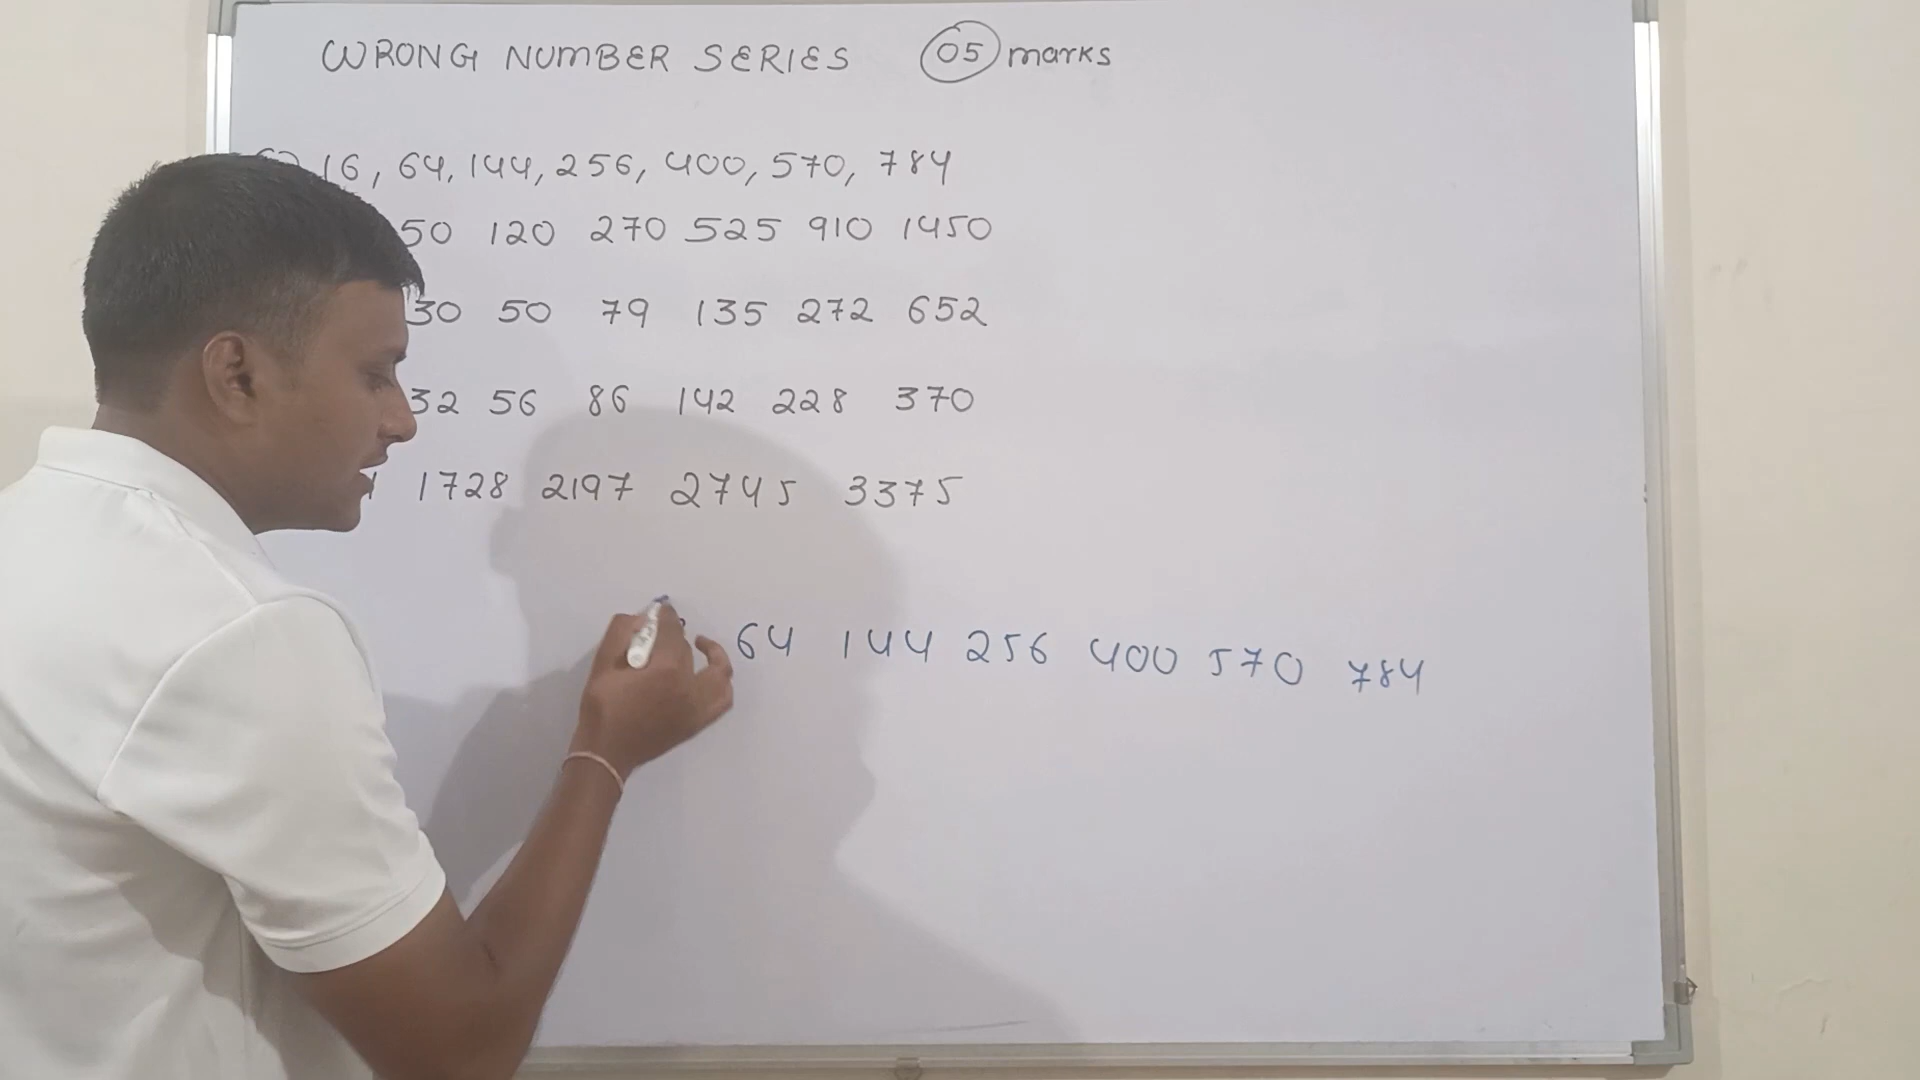 WRONG NUMBER SERIES 05 marks
16, 64, 144, 256, 400, 570, 784
50 120 270 525 910 1450
30 50 79 135 272 652
32 56 86 142 228 370
1728 2197 2745 3375
64 144 256 400 570 784